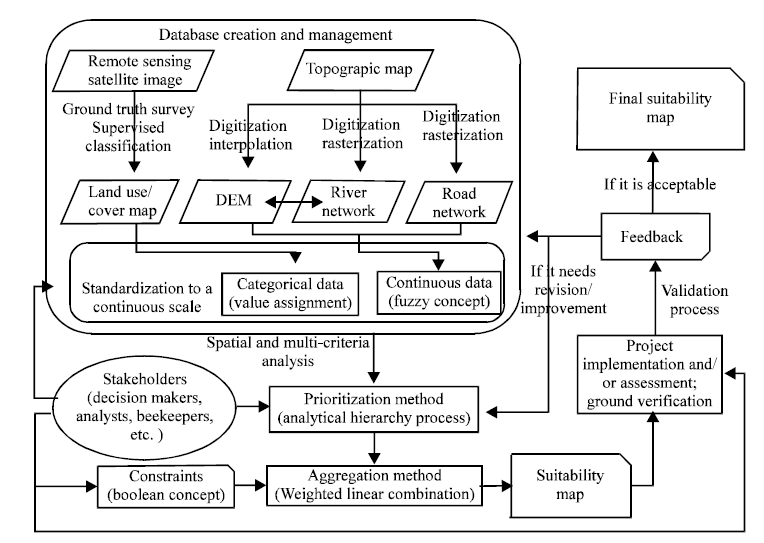 Database creation and management
Remote sensing
satellite image
Topograpic map
Ground truth survey
Supervised
classification
Digitization
interpolation
Digitization
rasterization
Digitization
rasterization
Land use/
cover map
DEM
River
network
Road
network
Standardization to a
continuous scale
Categorical data
(value assignment)
Continuous data
(fuzzy concept)
Final suitability
map
If it is acceptable
Feedback
If it needs
revision/
improvement
Validation
process
Spatial and multi-criteria
analysis
Project
implementation and/
or assessment;
ground verification
Stakeholders
(decision makers,
analysts, beekeepers,
etc. )
Prioritization method
(analytical hierarchy process)
Constraints
(boolean concept)
Aggregation method
(Weighted linear combination)
Suitability
map